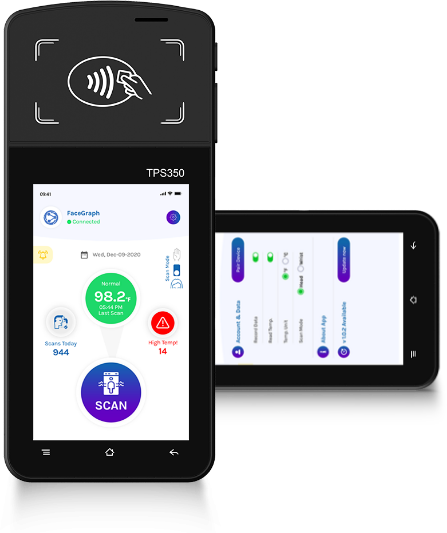 TPS350
09:41
FaceGraph
Connected
Wed, Dec-09-2020
Scan Mode
Normal
98.2°F
05:44 PM
Last Scan
Scans Today
944
High Temp!
14
SCAN
Account & Data
Pair Device
Record Data
Read Temp.
Temp. Unit
°F
°C
Scan Mode
Head
Wrist
About App
v 1.0.2 Available
Update now